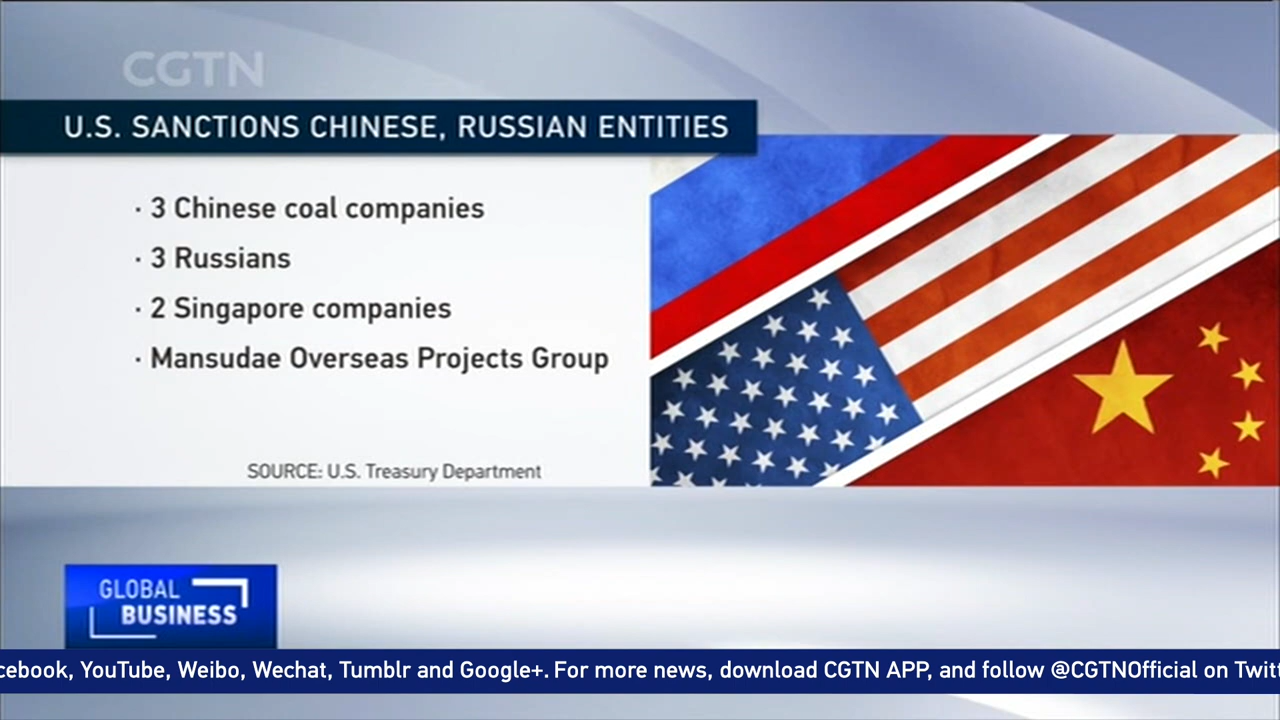 CGTN
U.S. SANCTIONS CHINESE, RUSSIAN ENTITIES
· 3 Chinese coal companies
· 3 Russians
· 2 Singapore companies
· Mansudae Overseas Projects Group
SOURCE: U.S. Treasury Department
GLOBAL
BUSINESS
cebook, YouTube, Weibo, Wechat, Tumblr and Google+. For more news, download CGTN APP, and follow @CGTNOfficial on Twit